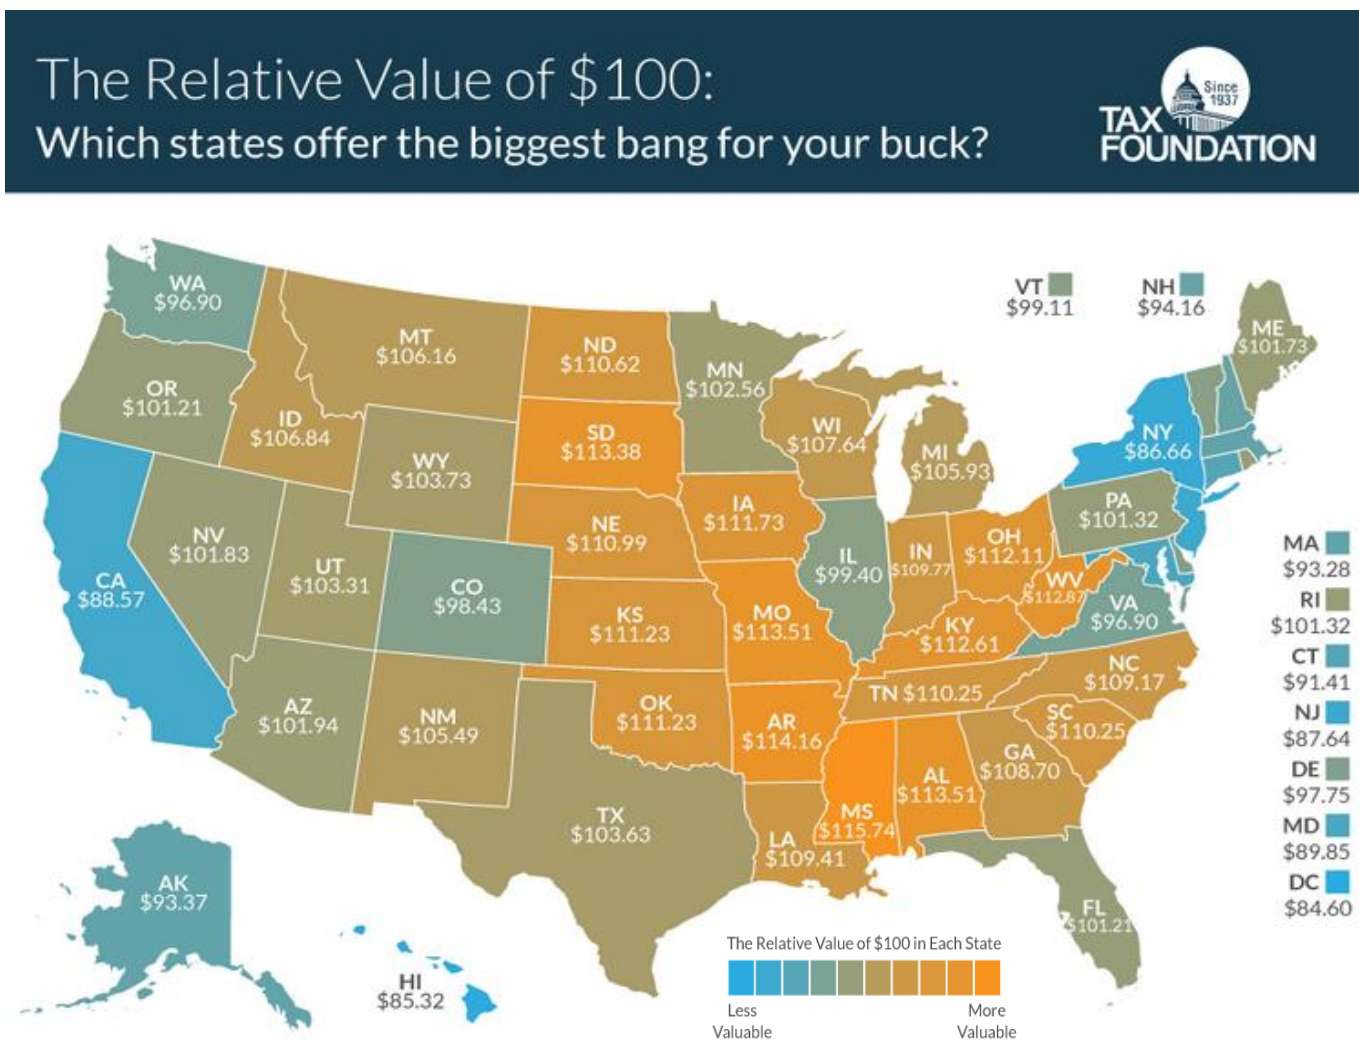 The Relative Value of $100:
Which states offer the biggest bang for your buck?
Since
1937
TAX
FOUNDATION
WA
$96.90
OR
$101.21
CA
$88.57
NV
$101.83
ID
$106.84
MT
$106.16
WY
$103.73
UT
$103.31
CO
$98.43
AZ
$101.94
NM
$105.49
ND
$110.62
SD
$113.38
NE
$110.99
KS
$111.23
OK
$111.23
TX
$103.63
MN
$102.56
IA
$111.73
MO
$113.51
AR
$114.16
LA
$109.41
WI
$107.64
IL
$99.40
MI
$105.93
IN
$109.77
OH
$112.11
KY
$112.61
TN $110.25
MS
$115.74
AL
$113.51
GA
$108.70
FL
$101.21
SC
$110.25
NC
$109.17
VA
$96.90
WV
$112.87
PA
$101.32
NY
$86.66
VT
$99.11
NH
$94.16
ME
$101.73
MA
$93.28
RI
$101.32
CT
$91.41
NJ
$87.64
DE
$97.75
MD
$89.85
DC
$84.60
AK
$93.37
HI
$85.32
The Relative Value of $100 in Each State
Less
Valuable
More
Valuable